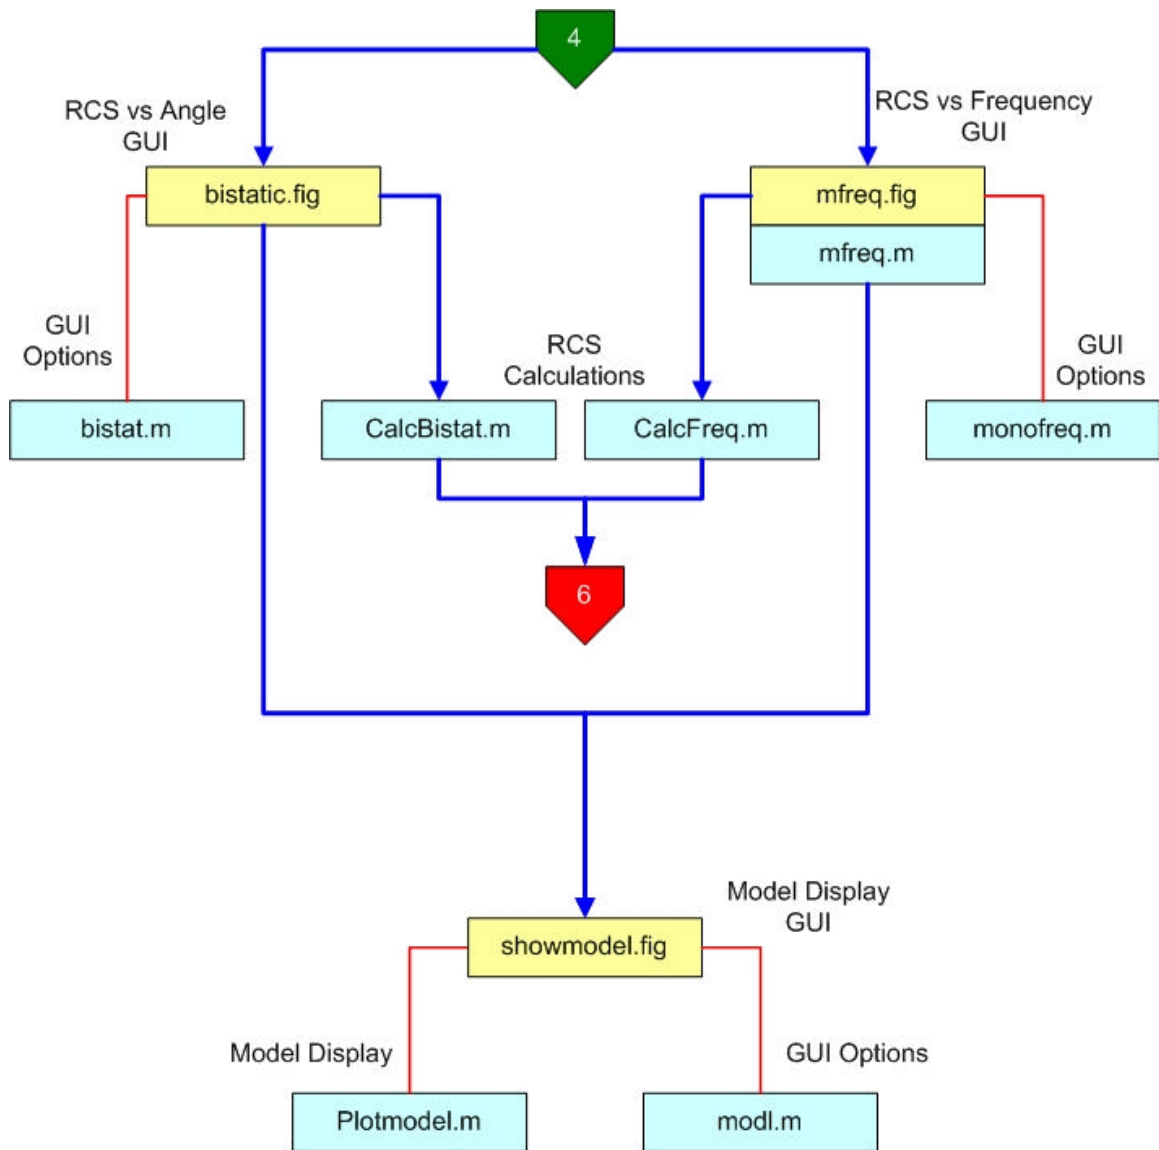 4
RCS vs Angle
GUI
RCS vs Frequency
GUI
bistatic.fig
mfreq.fig
mfreq.m
GUI
Options
RCS
Calculations
GUI
Options
bistat.m
CalcBistat.m
CalcFreq.m
monofreq.m
6
Model Display
GUI
showmodel.fig
Model Display
GUI Options
Plotmodel.m
modl.m